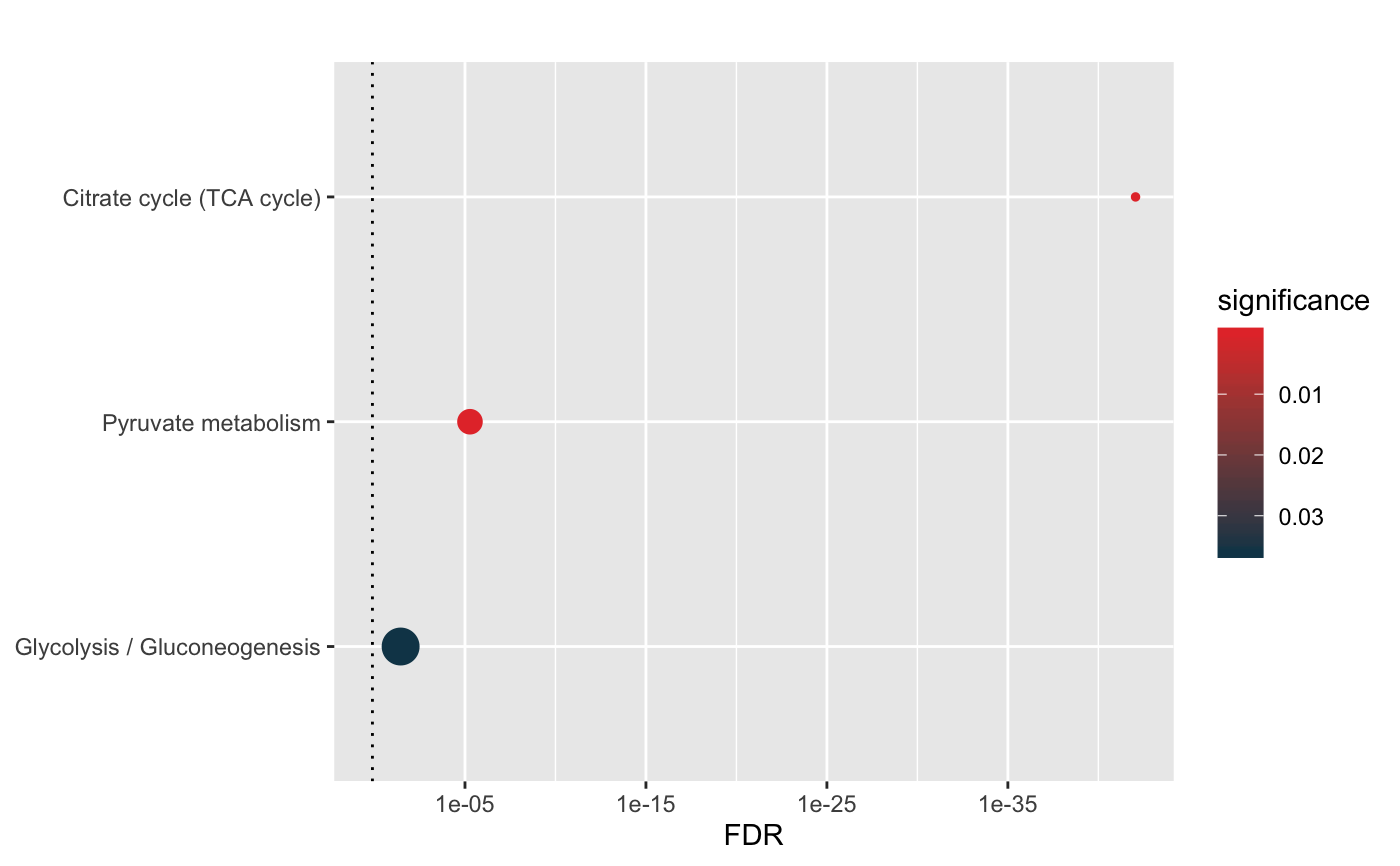 Citrate cycle (TCA cycle)
Pyruvate metabolism
Glycolysis / Gluconeogenesis
1e-05 1e-15 1e-25 1e-35
FDR
significance
0.01
0.02
0.03